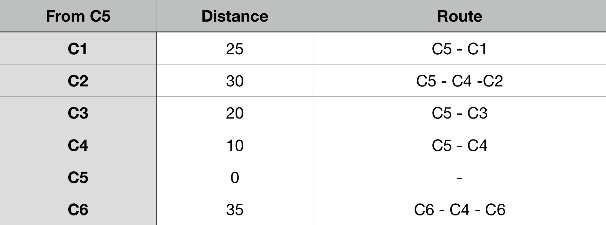 From C5 Distance Route
C1 25 C5 - C1
C2 30 C5 - C4 -C2
C3 20 C5 - C3
C4 10 C5 - C4
C5 0 -
C6 35 C6 - C4 - C6